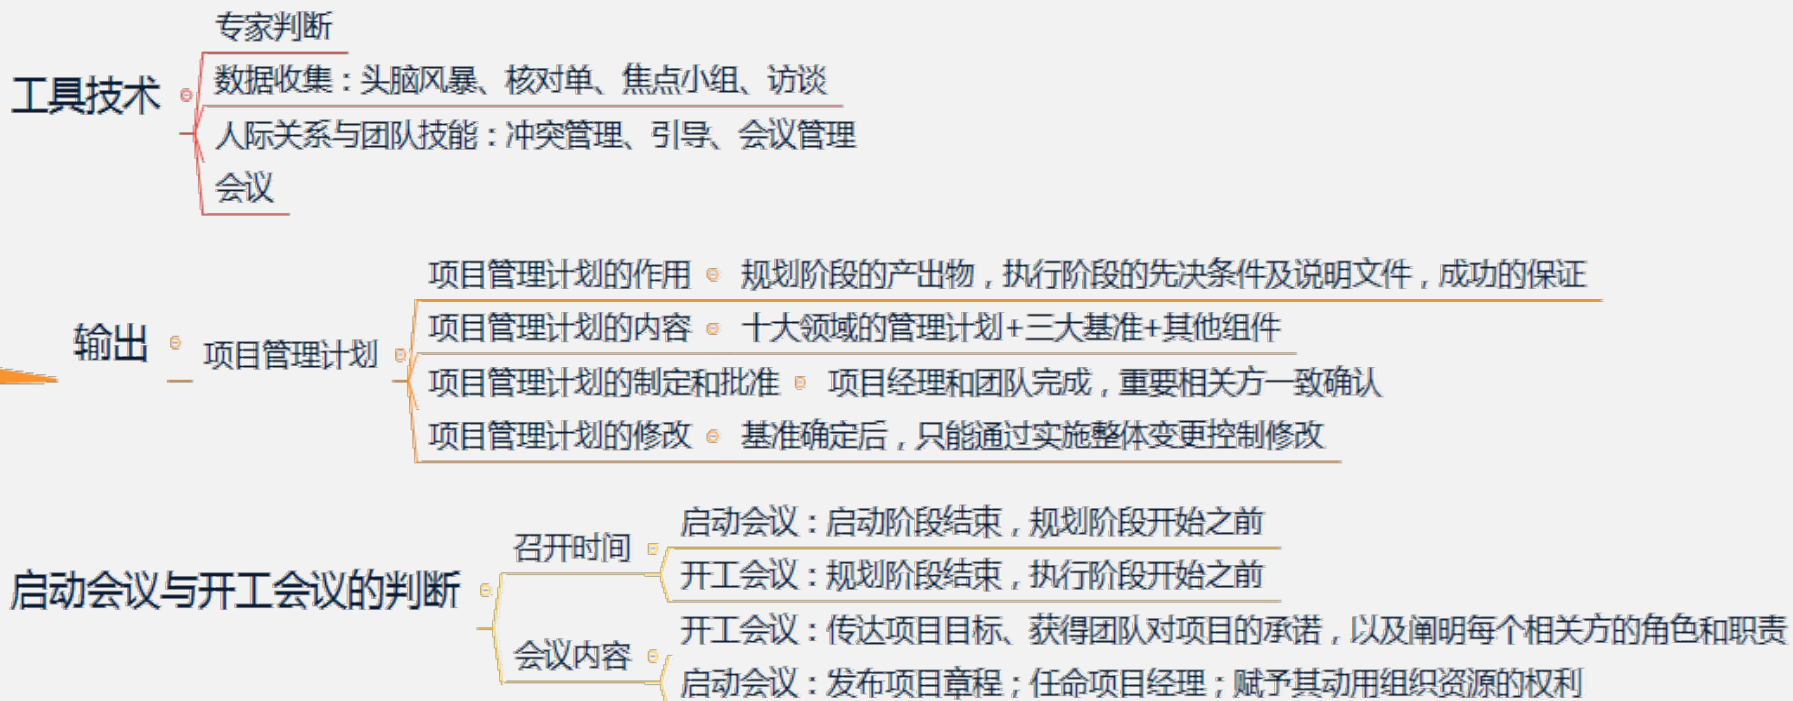 工具技术
专家判断
数据收集：头脑风暴、核对单、焦点小组、访谈
人际关系与团队技能：冲突管理、引导、会议管理
会议
输出
项目管理计划
项目管理计划的作用 规划阶段的产出物，执行阶段的先决条件及说明文件，成功的保证
项目管理计划的内容 十大领域的管理计划+三大基准+其他组件
项目管理计划的制定和批准 项目经理和团队完成，重要相关方一致确认
项目管理计划的修改 基准确定后，只能通过实施整体变更控制修改
启动会议与开工会议的判断
召开时间
启动会议：启动阶段结束，规划阶段开始之前
开工会议：规划阶段结束，执行阶段开始之前
会议内容
开工会议：传达项目目标、获得团队对项目的承诺，以及阐明每个相关方的角色和职责
启动会议：发布项目章程；任命项目经理；赋予其动用组织资源的权利